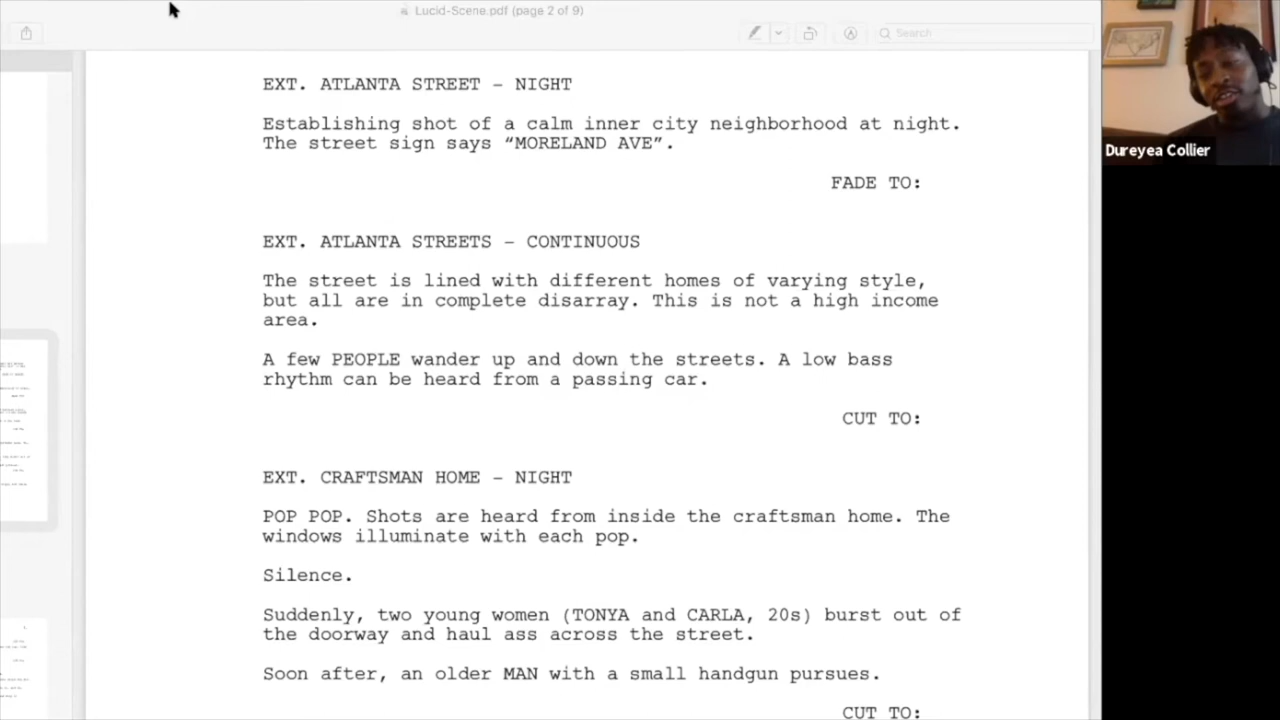 Lucid-Scene.pdf (page 2 of 9)
Search
EXT. ATLANTA STREET – NIGHT
Establishing shot of a calm inner city neighborhood at night.
The street sign says “MORELAND AVE”.
FADE TO:
EXT. ATLANTA STREETS – CONTINUOUS
The street is lined with different homes of varying style,
but all are in complete disarray. This is not a high income
area.
A few PEOPLE wander up and down the streets. A low bass
rhythm can be heard from a passing car.
CUT TO:
EXT. CRAFTSMAN HOME – NIGHT
POP POP. Shots are heard from inside the craftsman home. The
windows illuminate with each pop.
Silence.
Suddenly, two young women (TONYA and CARLA, 20s) burst out of
the doorway and haul ass across the street.
Soon after, an older MAN with a small handgun pursues.
CUT TO:
Dureyea Collier